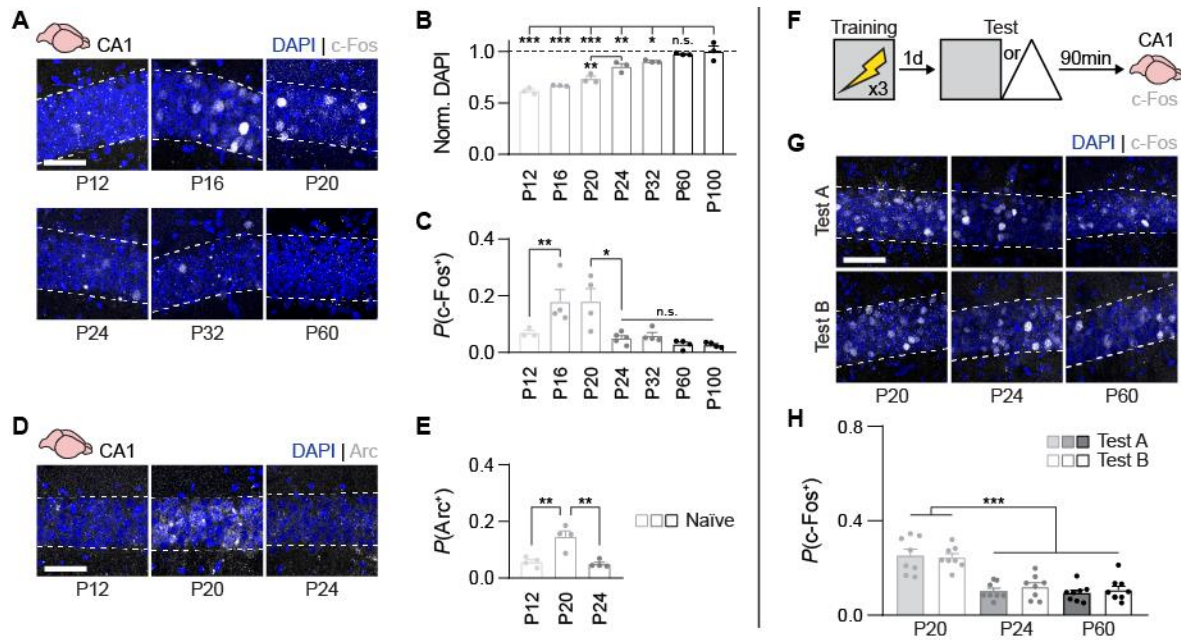 A
CA1
DAPI | c-Fos
P12
P16
P20
P24
P32
P60
B
Norm. DAPI
1.0
0.5
0.0
*** *** *** ** * n.s.
**
P12
P16
P20
P24
P32
P60
P100
C
P(c-Fos⁺)
0.4
0.2
0.0
**
*
n.s.
P12
P16
P20
P24
P32
P60
P100
D
CA1
DAPI | Arc
P12
P20
P24
E
P(Arc⁺)
0.4
0.2
0.0
** **
Naïve
P12
P20
P24
F
Training
x3
1d
Test
or
90min
CA1
c-Fos
G
DAPI | c-Fos
Test A
Test B
P20
P24
P60
H
P(c-Fos⁺)
0.8
0.4
0.0
Test A
Test B
***
P20
P24
P60